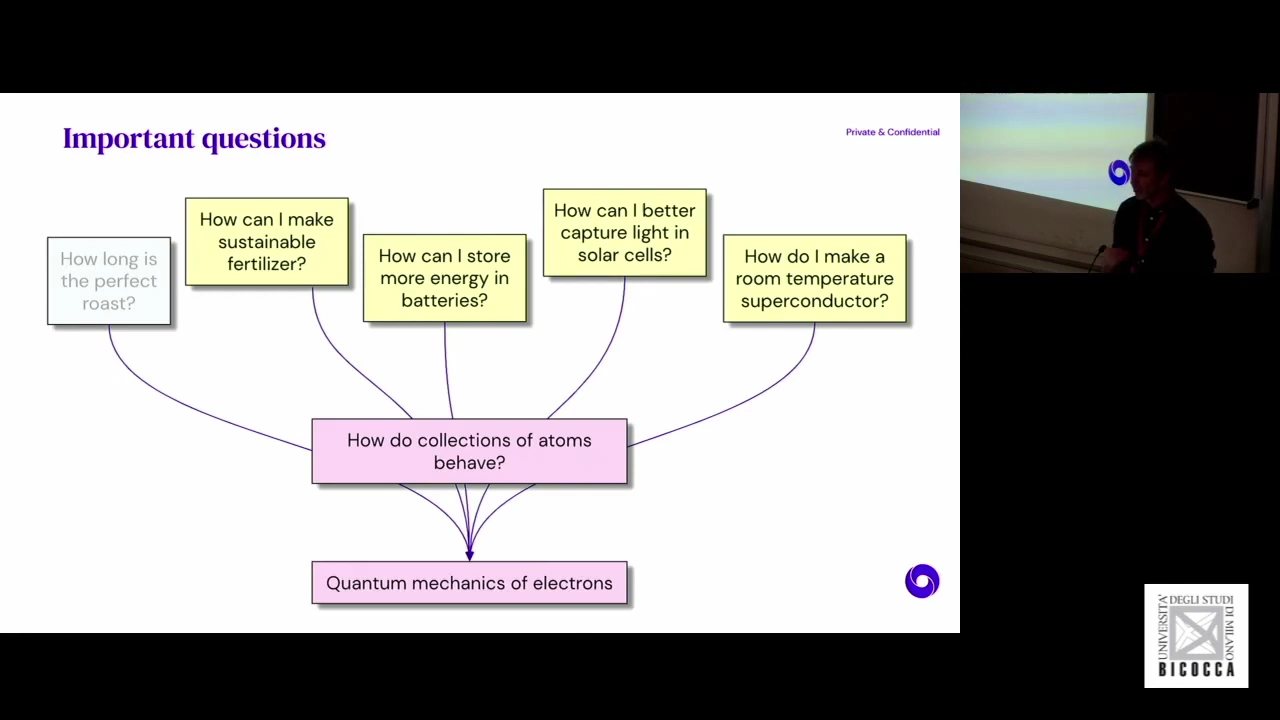 Important questions
Private & Confidential
How long is
the perfect
roast?
How can I make
sustainable
fertilizer?
How can I store
more energy in
batteries?
How can I better
capture light in
solar cells?
How do I make a
room temperature
superconductor?
How do collections of atoms
behave?
Quantum mechanics of electrons
UNIVERSITA'
DEGLI STUDI
DI MILANO
BICOCCA